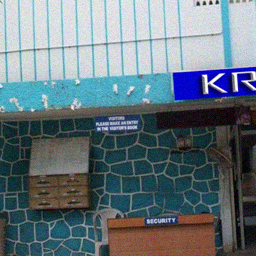 KR
VISITORS
PLEASE MAKE AN ENTRY
IN THE VISITOR'S BOOK
SECURITY